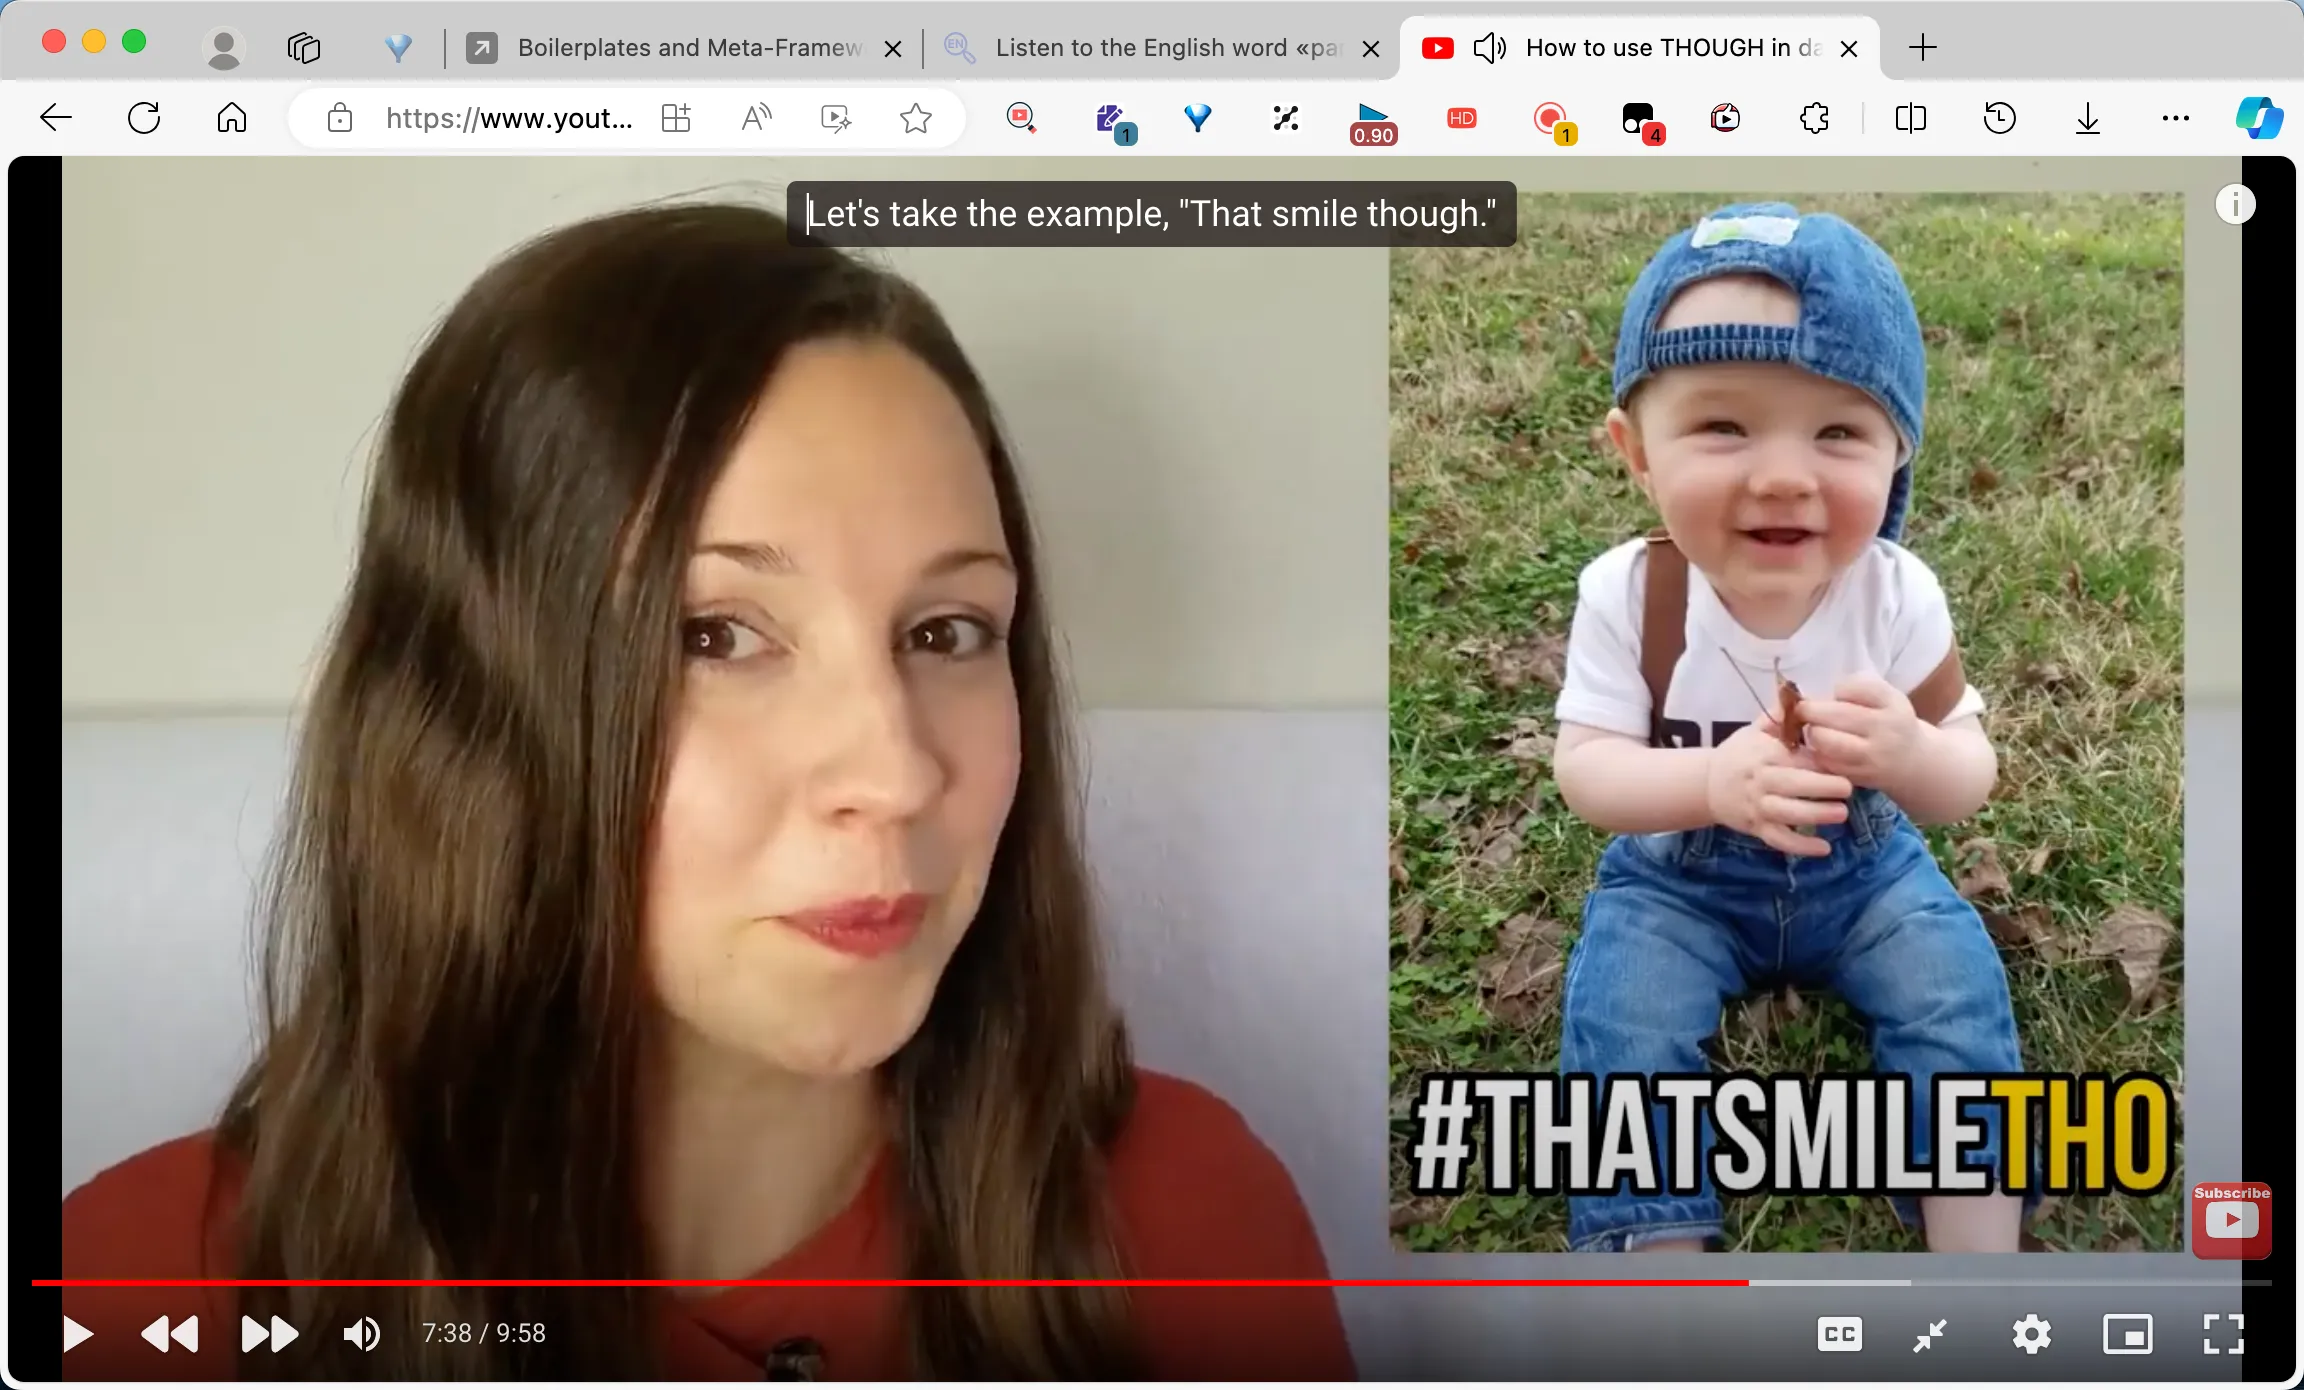 Boilerplates and Meta-Framew
EN
Listen to the English word «pa
How to use THOUGH in da
https://www.yout...
1
0.90
HD
1
4
Let's take the example, "That smile though."
#THATSMILETHO
Subscribe
7:38 / 9:58
CC